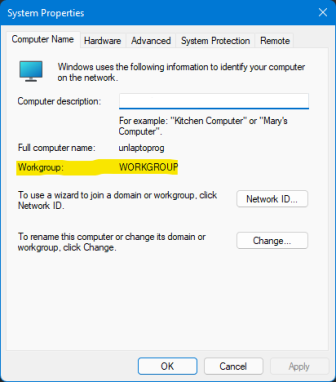 System Properties
Computer Name Hardware Advanced System Protection Remote
Windows uses the following information to identify your computer
on the network.
Computer description:
For example: "Kitchen Computer" or "Mary's
Computer".
Full computer name: unlaptoprog
Workgroup: WORKGROUP
To use a wizard to join a domain or workgroup, click
Network ID.
Network ID...
To rename this computer or change its domain or
workgroup, click Change.
Change...
OK Cancel Apply